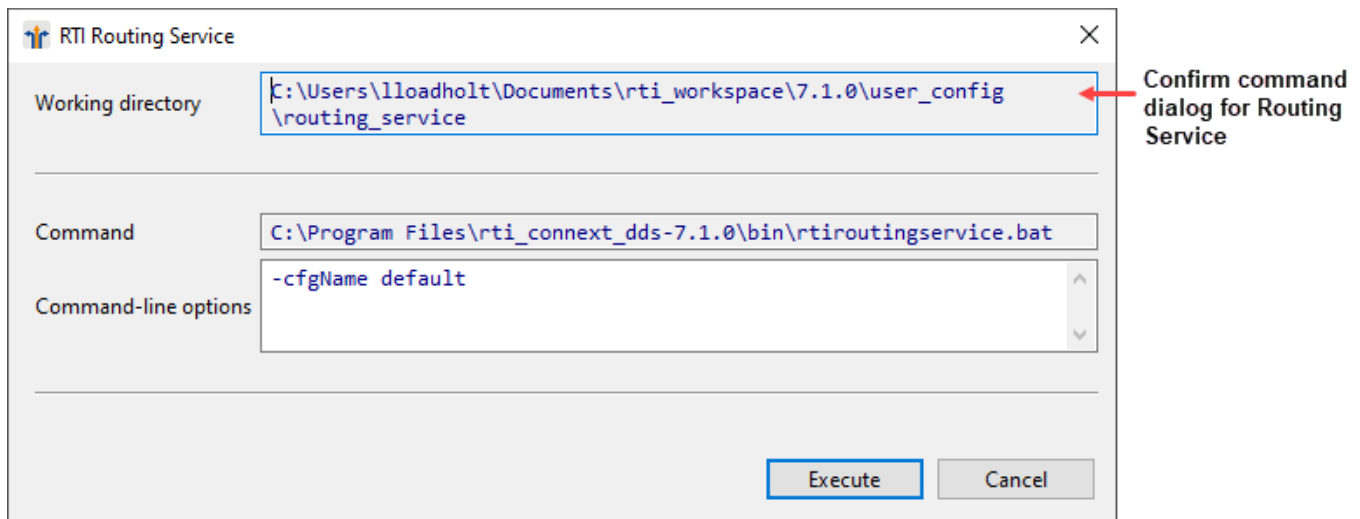 RTI Routing Service
Working directory
C:\Users\lloadholt\Documents\rti_workspace\7.1.0\user_config
\routing_service
Confirm command
dialog for Routing
Service
Command
C:\Program Files\rti_connext_dds-7.1.0\bin\rtiroutingservice.bat
Command-line options
-cfgName default
Execute
Cancel